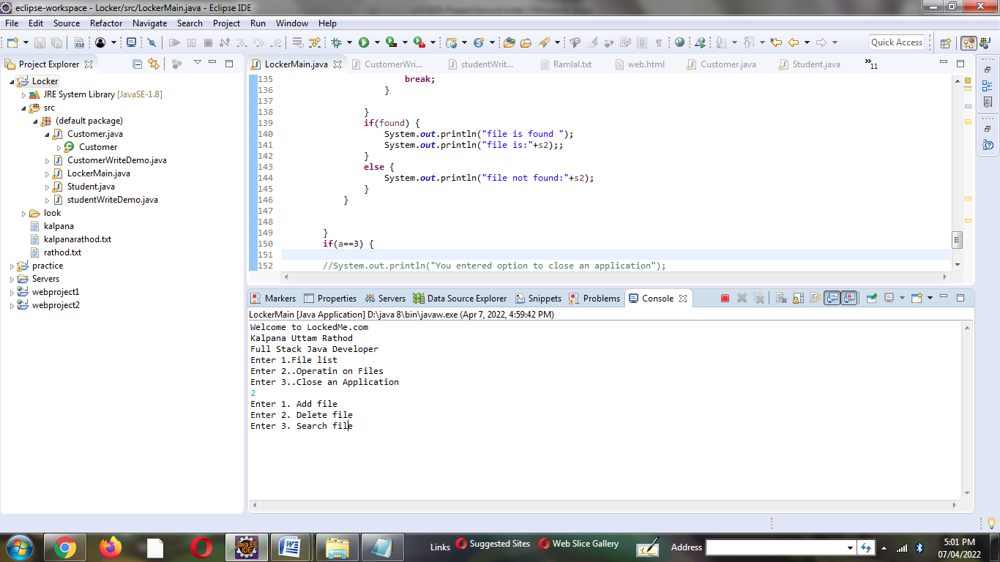 eclipse-workspace - Locker/src/LockerMain.java - Eclipse IDE
File Edit Source Refactor Navigate Search Project Run Window Help
Quick Access
Project Explorer
Locker
JRE System Library [JavaSE-1.8]
src
(default package)
Customer.java
Customer
CustomerWriteDemo.java
LockerMain.java
Student.java
studentWriteDemo.java
look
kalpana
kalpanarathod.txt
rathod.txt
practice
Servers
webproject1
webproject2
LockerMain.java CustomerWri... studentWrit... Ramlal.txt web.html Customer.java Student.java »11
135 break;
136 }
137
138 }
139 if(found) {
140 System.out.println("file is found ");
141 System.out.println("file is:"+s2);;
142 }
143 else {
144 System.out.println("file not found:"+s2);
145 }
146 }
147
148
149 }
150 if(a==3) {
151
152 //System.out.println("You entered option to close an application");
Markers Properties Servers Data Source Explorer Snippets Problems Console
LockerMain [Java Application] D:\java 8\bin\javaw.exe (Apr 7, 2022, 4:59:42 PM)
Welcome to LockedMe.com
Kalpana Uttam Rathod
Full Stack Java Developer
Enter 1.File list
Enter 2..Operatin on Files
Enter 3..Close an Application
2
Enter 1. Add file
Enter 2. Delete file
Enter 3. Search file
Java EE
IDE
Links Suggested Sites Web Slice Gallery Address
5:01 PM
07/04/2022